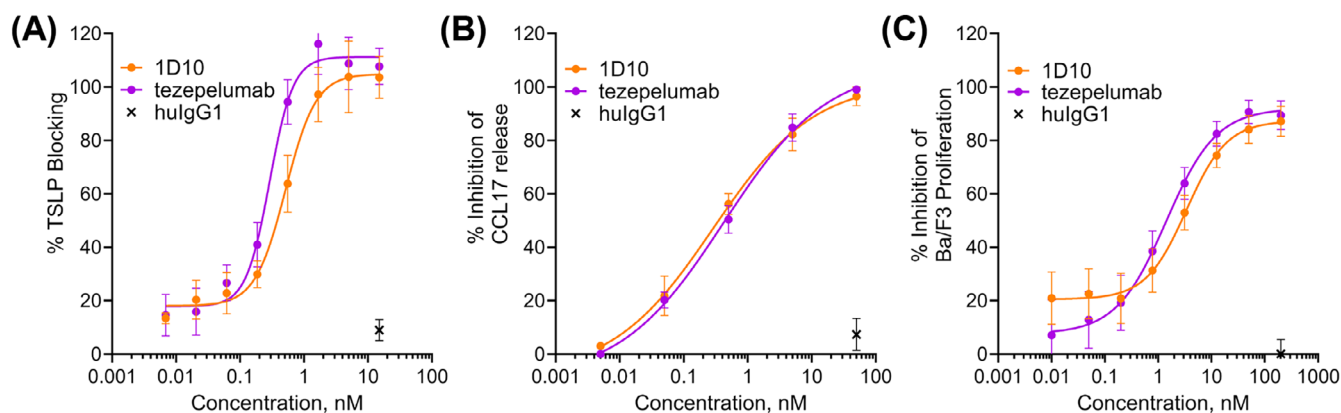 (A)
% TSLP Blocking
120
100
80
60
40
20
0
1D10
tezepelumab
huIgG1
0.001 0.01 0.1 1 10 100
Concentration, nM
(B)
% Inhibition of
CCL17 release
120
100
80
60
40
20
0
1D10
tezepelumab
huIgG1
0.001 0.01 0.1 1 10 100
Concentration, nM
(C)
% Inhibition of
Ba/F3 Proliferation
120
100
80
60
40
20
0
1D10
tezepelumab
huIgG1
0.001 0.01 0.1 1 10 100 1000
Concentration, nM